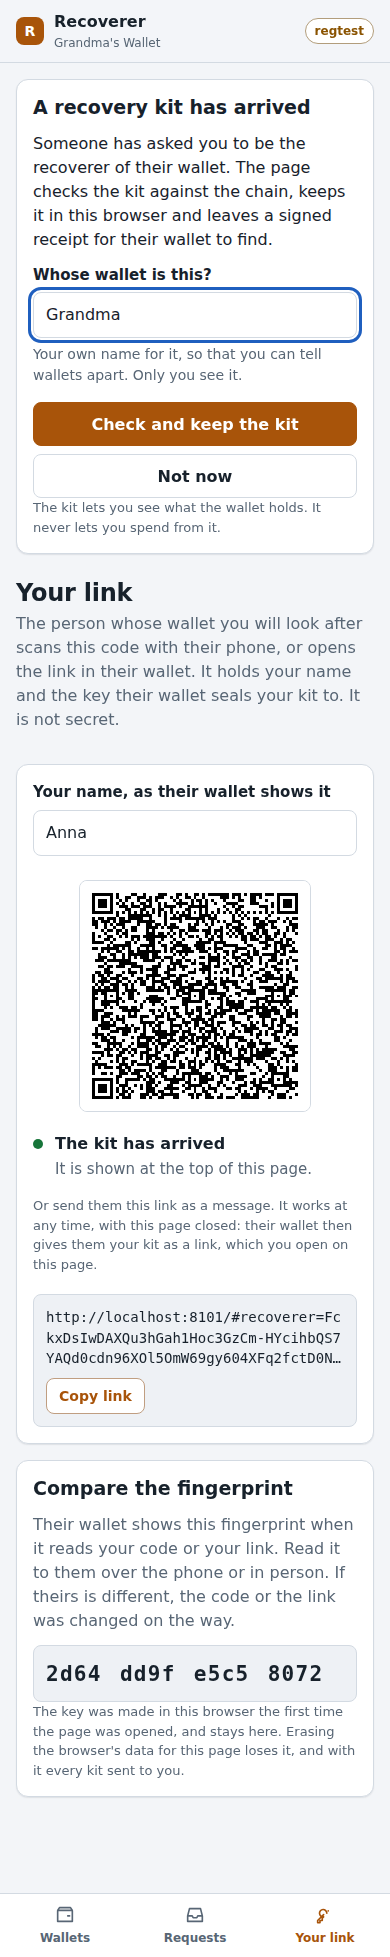 R
Recoverer
Grandma's Wallet
regtest
A recovery kit has arrived
Someone has asked you to be the
recoverer of their wallet. The page
checks the kit against the chain, keeps
it in this browser and leaves a signed
receipt for their wallet to find.
Whose wallet is this?
Grandma
Your own name for it, so that you can tell
wallets apart. Only you see it.
Check and keep the kit
Not now
The kit lets you see what the wallet holds. It
never lets you spend from it.
Your link
The person whose wallet you will look after
scans this code with their phone, or opens
the link in their wallet. It holds your name
and the key their wallet seals your kit to. It
is not secret.
Your name, as their wallet shows it
Anna
The kit has arrived
It is shown at the top of this page.
Or send them this link as a message. It works at
any time, with this page closed: their wallet then
gives them your kit as a link, which you open on
this page.
http://localhost:8101/#recoverer=Fc
kxDsIwDAXQu3hGah1Hoc3GzCm-HYcihbQS7
YAQd0cdn96XOl5OmW69gy604XFq2fctD0N…
Copy link
Compare the fingerprint
Their wallet shows this fingerprint when
it reads your code or your link. Read it
to them over the phone or in person. If
theirs is different, the code or the link
was changed on the way.
2d64 dd9f e5c5 8072
The key was made in this browser the first time
the page was opened, and stays here. Erasing
the browser's data for this page loses it, and with
it every kit sent to you.
Wallets
Requests
Your link